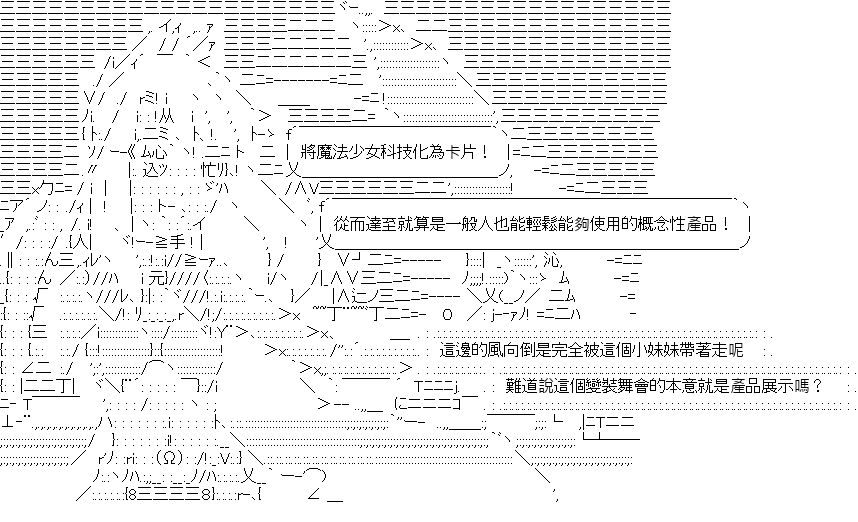 將魔法少女科技化為卡片！
從而達至就算是一般人也能輕鬆能夠使用的概念性產品！
這邊的風向倒是完全被這個小妹妹帶著走呢
難道說這個變裝舞會的本意就是產品展示嗎？